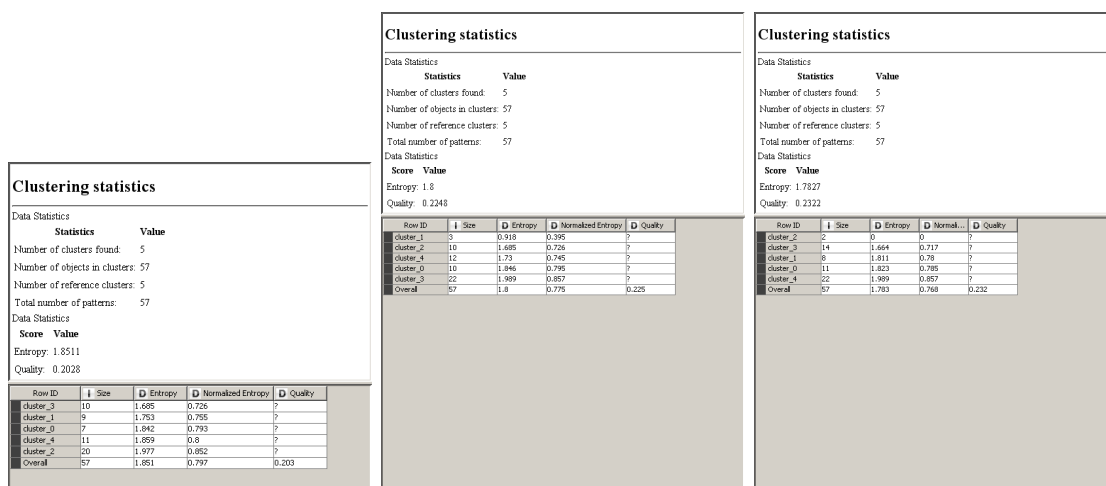 Clustering statistics
Data Statistics
Statistics Value
Number of clusters found: 5
Number of objects in clusters: 57
Number of reference clusters: 5
Total number of patterns: 57
Data Statistics
Score Value
Entropy: 1.8511
Quality: 0.2028
Row ID I Size D Entropy D Normalized Entropy D Quality
cluster_3 10 1.685 0.726 ?
cluster_1 9 1.753 0.755 ?
cluster_0 7 1.842 0.793 ?
cluster_4 11 1.859 0.8 ?
cluster_2 20 1.977 0.852 ?
Overall 57 1.851 0.797 0.203
Clustering statistics
Data Statistics
Statistics Value
Number of clusters found: 5
Number of objects in clusters: 57
Number of reference clusters: 5
Total number of patterns: 57
Data Statistics
Score Value
Entropy: 1.8
Quality: 0.2248
Row ID I Size D Entropy D Normalized Entropy D Quality
cluster_1 3 0.918 0.395 ?
cluster_2 10 1.685 0.726 ?
cluster_4 12 1.73 0.745 ?
cluster_0 10 1.846 0.795 ?
cluster_3 22 1.989 0.857 ?
Overall 57 1.8 0.775 0.225
Clustering statistics
Data Statistics
Statistics Value
Number of clusters found: 5
Number of objects in clusters: 57
Number of reference clusters: 5
Total number of patterns: 57
Data Statistics
Score Value
Entropy: 1.7827
Quality: 0.2322
Row ID I Size D Entropy D Normali... D Quality
cluster_2 2 0 0 ?
cluster_3 14 1.664 0.717 ?
cluster_1 8 1.811 0.78 ?
cluster_0 11 1.823 0.785 ?
cluster_4 22 1.989 0.857 ?
Overall 57 1.783 0.768 0.232